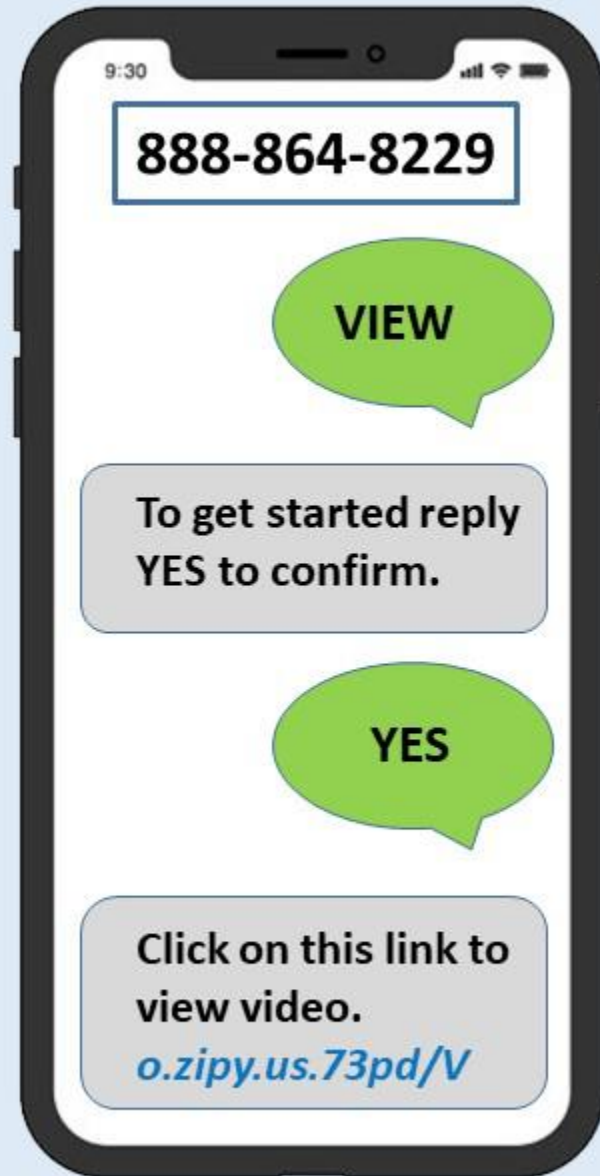 9:30
888-864-8229
VIEW
To get started reply
YES to confirm.
YES
Click on this link to
view video.
o.zipy.us.73pd/V